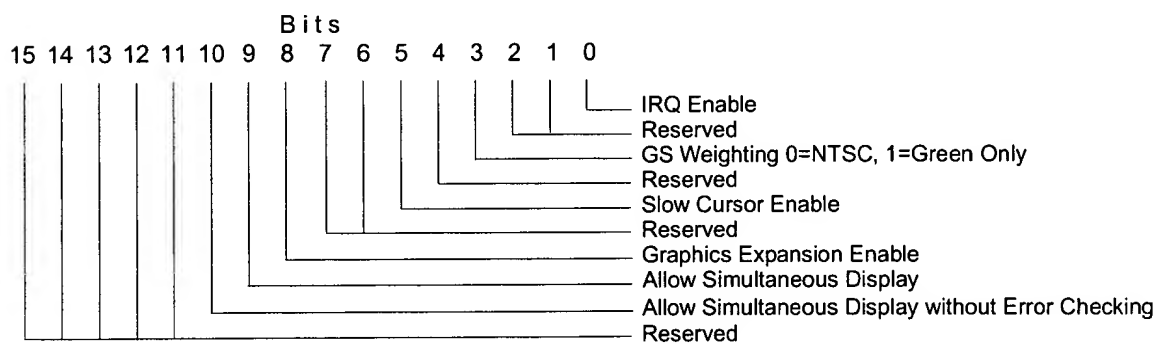 Bits
15 14 13 12 11 10 9 8 7 6 5 4 3 2 1 0
IRQ Enable
Reserved
GS Weighting 0=NTSC, 1=Green Only
Reserved
Slow Cursor Enable
Reserved
Graphics Expansion Enable
Allow Simultaneous Display
Allow Simultaneous Display without Error Checking
Reserved